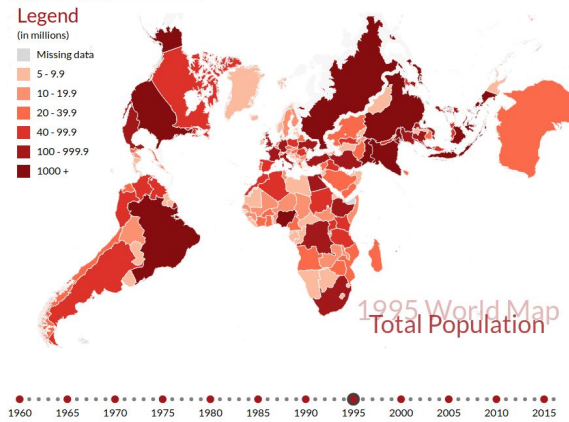 Legend
(in millions)
Missing data
5 - 9.9
10 - 19.9
20 - 39.9
40 - 99.9
100 - 999.9
1000 +
1995 World Map
Total Population
1960 1965 1970 1975 1980 1985 1990 1995 2000 2005 2010 2015